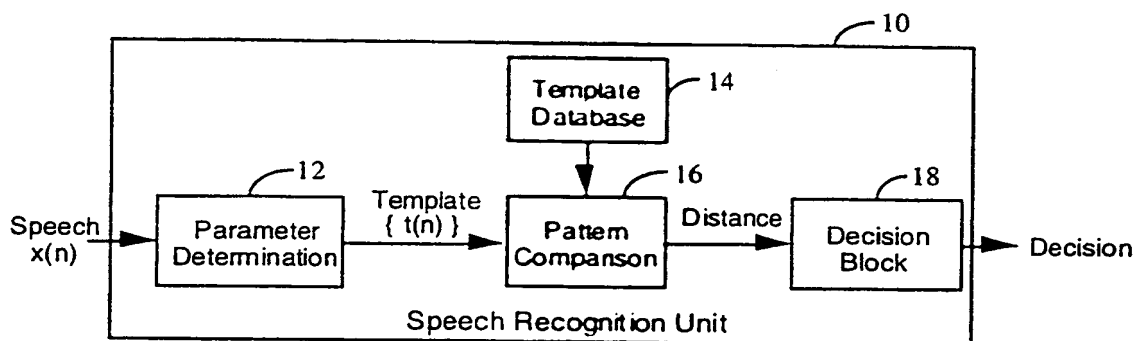 10
Template
Database
14
12
16
18
Speech
x(n)
Parameter
Determination
Template
{ t(n) }
Pattern
Companson
Distance
Decision
Block
Decision
Speech Recognition Unit